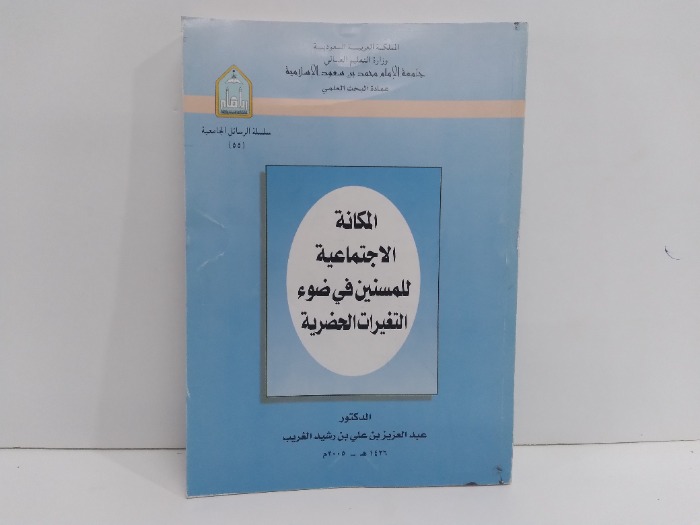 المملكة العربية السعودية
وزارة التعليم العالي
جامعة الإمام محمد بن سعود الإسلامية
عمادة البحث العلمي
سلسلة الرسائل الجامعية
(٥٥)
المكانة
الاجتماعية
للمسنين في ضوء
التغيرات الحضرية
الدكتور
عبد العزيز بن علي بن رشيد الغريب
١٤٢٦ هـ - ٢٠٠٥م